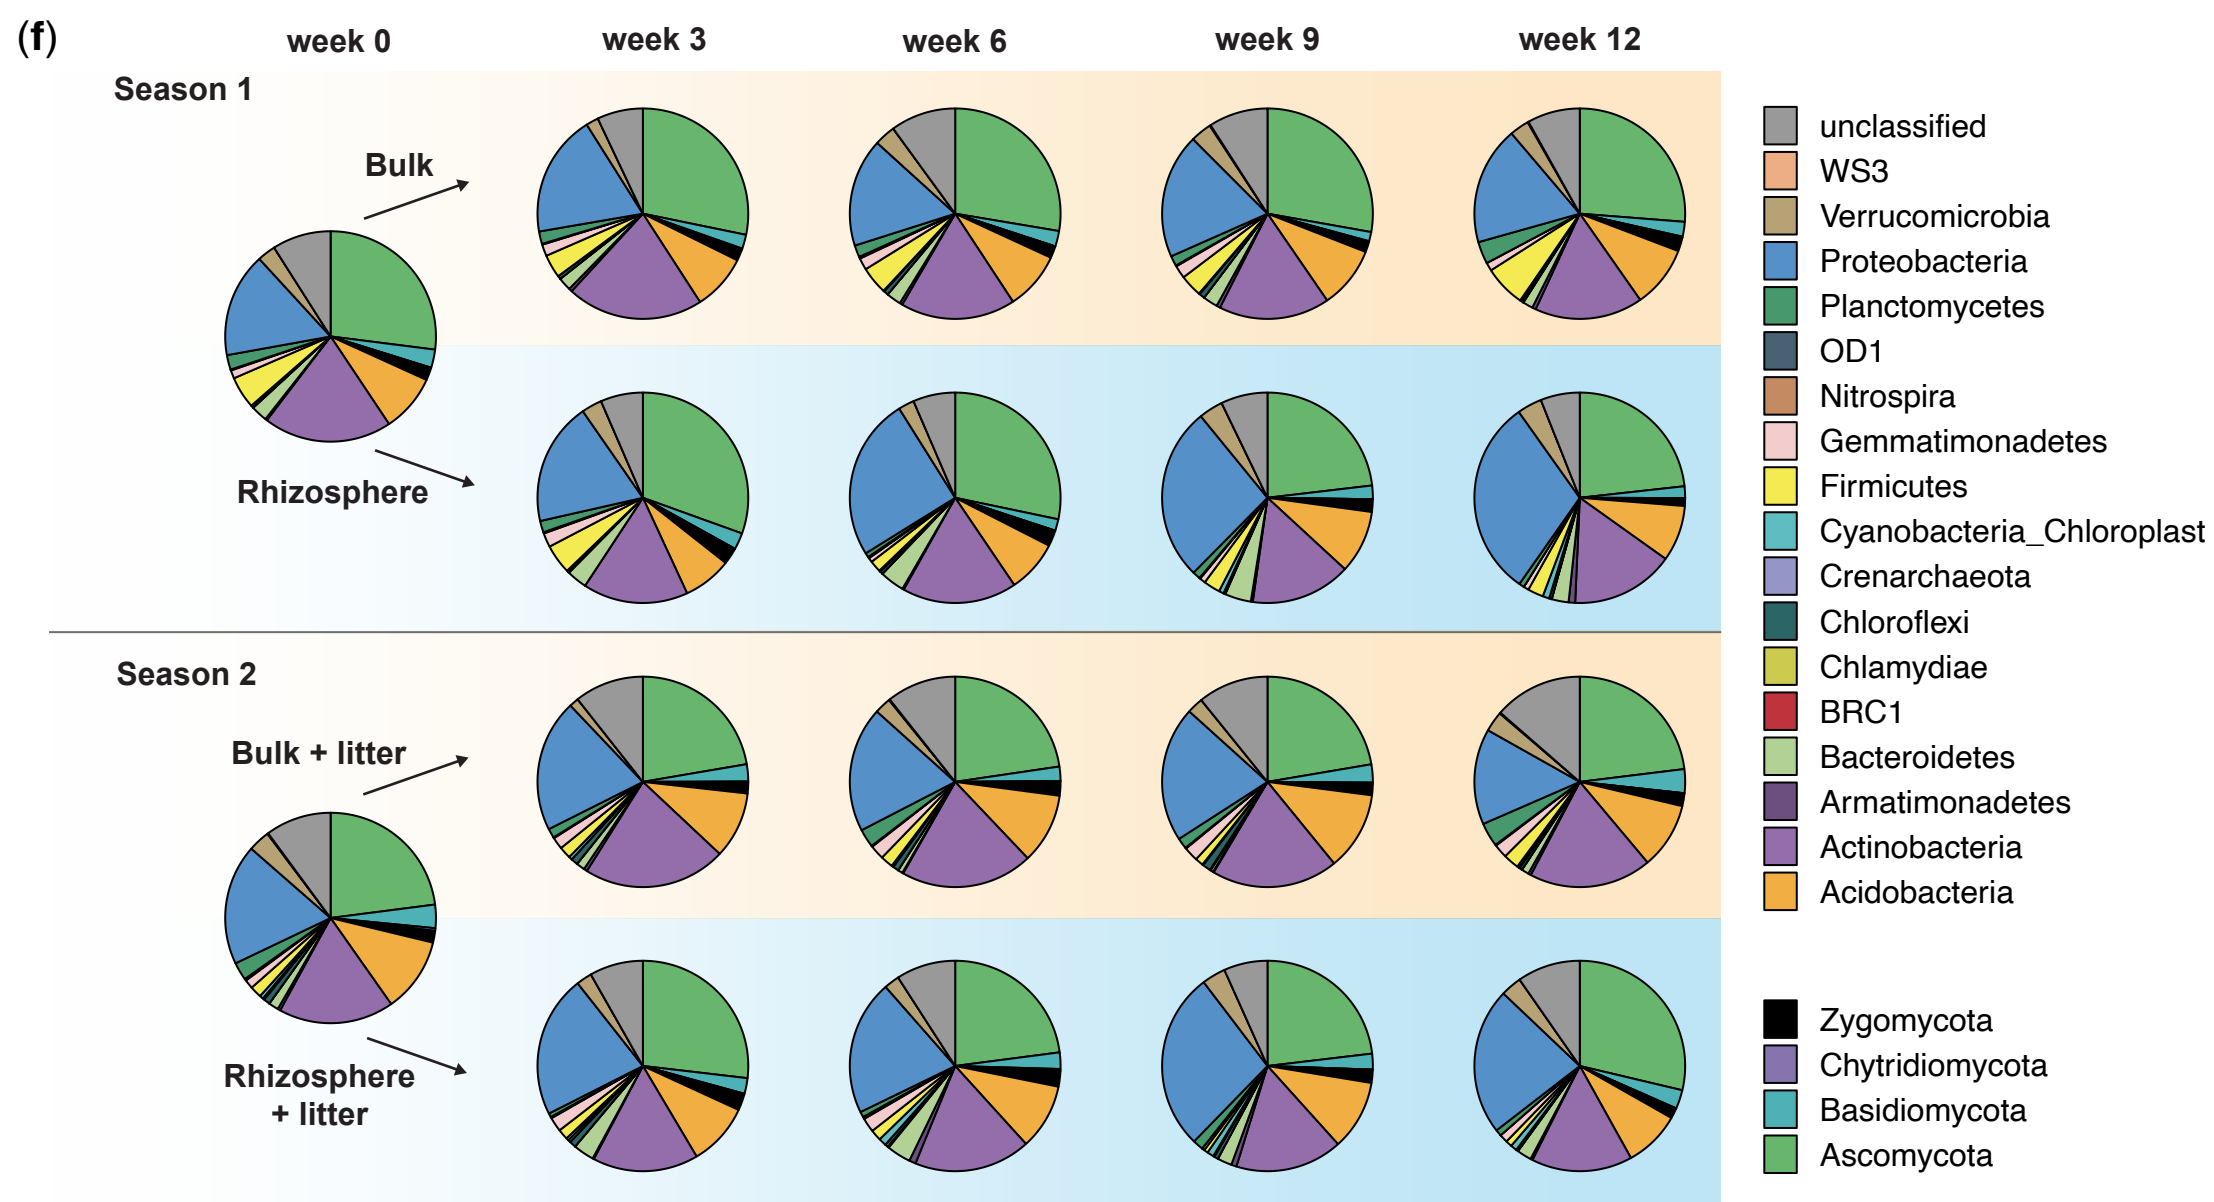 (f)
week 0
week 3
week 6
week 9
week 12
Season 1
Bulk
Rhizosphere
Season 2
Bulk + litter
Rhizosphere
+ litter
unclassified
WS3
Verrucomicrobia
Proteobacteria
Planctomycetes
OD1
Nitrospira
Gemmatimonadetes
Firmicutes
Cyanobacteria_Chloroplast
Crenarchaeota
Chloroflexi
Chlamydiae
BRC1
Bacteroidetes
Armatimonadetes
Actinobacteria
Acidobacteria
Zygomycota
Chytridiomycota
Basidiomycota
Ascomycota